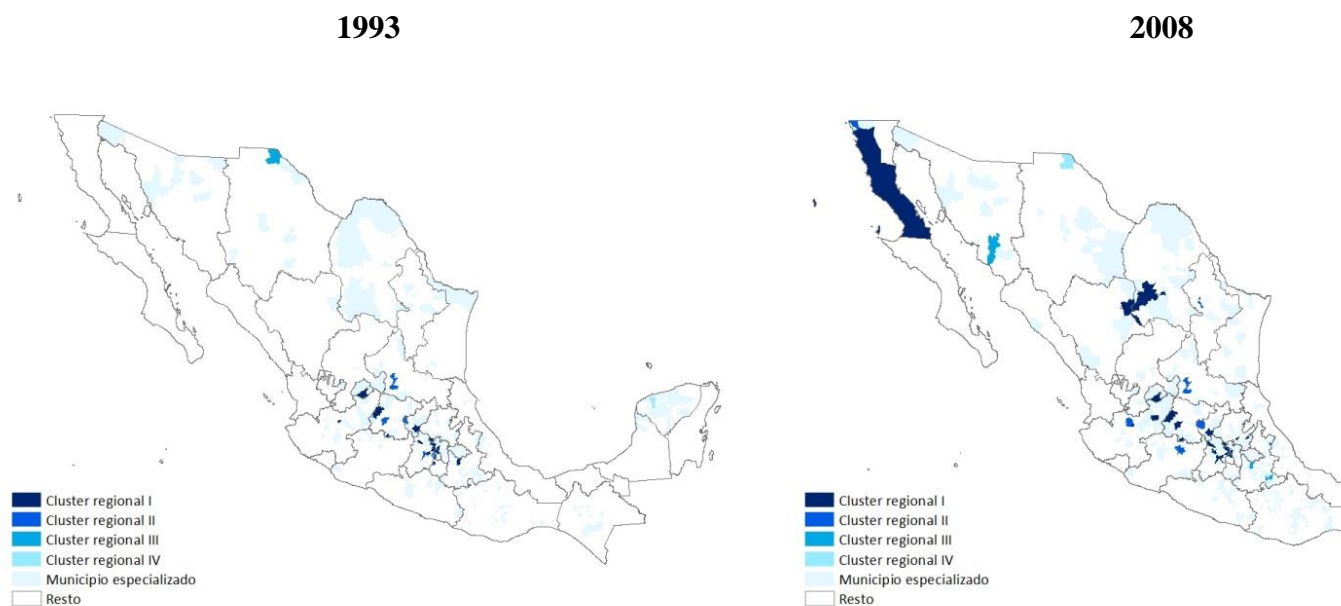 1993
2008
Cluster regional I
Cluster regional II
Cluster regional III
Cluster regional IV
Municipio especializado
Resto
Cluster regional I
Cluster regional II
Cluster regional III
Cluster regional IV
Municipio especializado
Resto